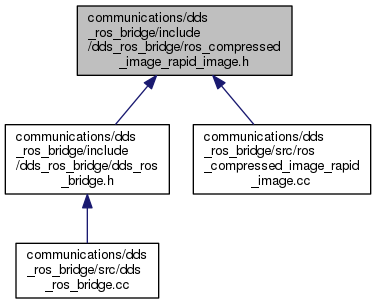 communications/dds
_ros_bridge/include
/dds_ros_bridge/ros_compressed
_image_rapid_image.h
communications/dds
_ros_bridge/include
/dds_ros_bridge/dds_ros
_bridge.h
communications/dds
_ros_bridge/src/ros
_compressed_image_rapid
_image.cc
communications/dds
_ros_bridge/src/dds
_ros_bridge.cc